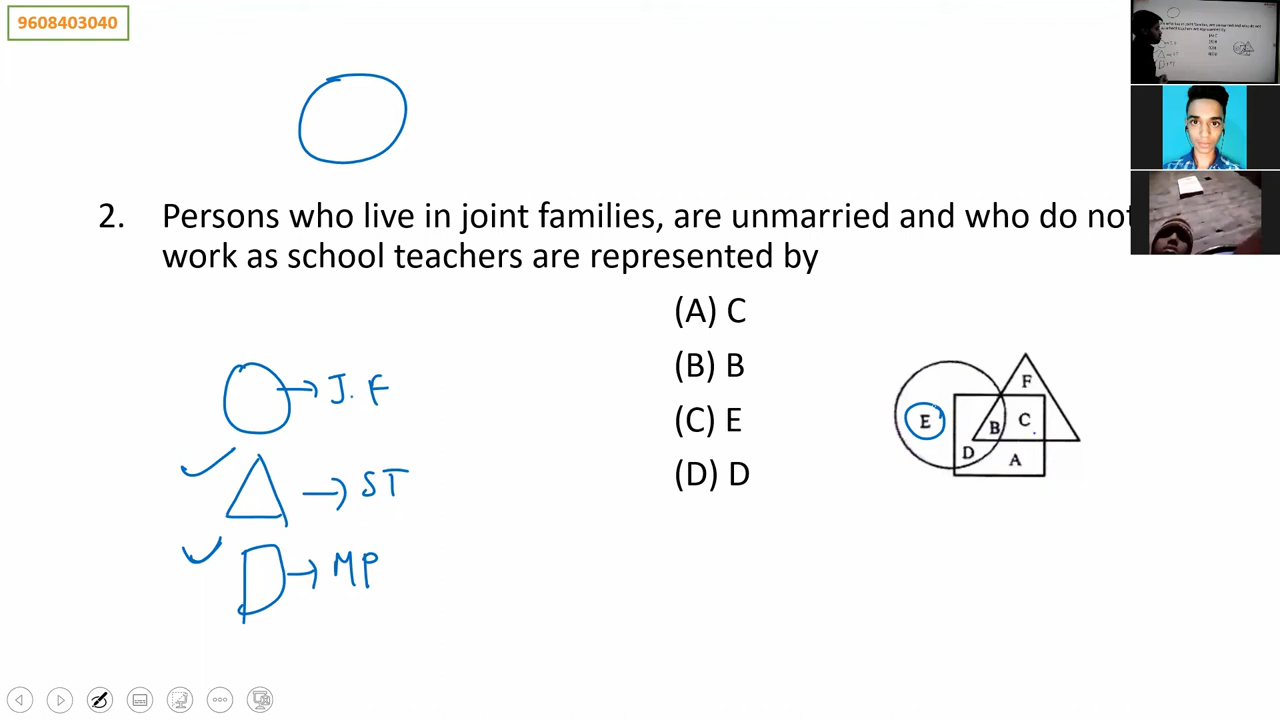 9608403040
2. Persons who live in joint families, are unmarried and who do not
work as school teachers are represented by
(A) C
(B) B
(C) E
(D) D
J.F
ST
MP
F
E
B
C
D
A